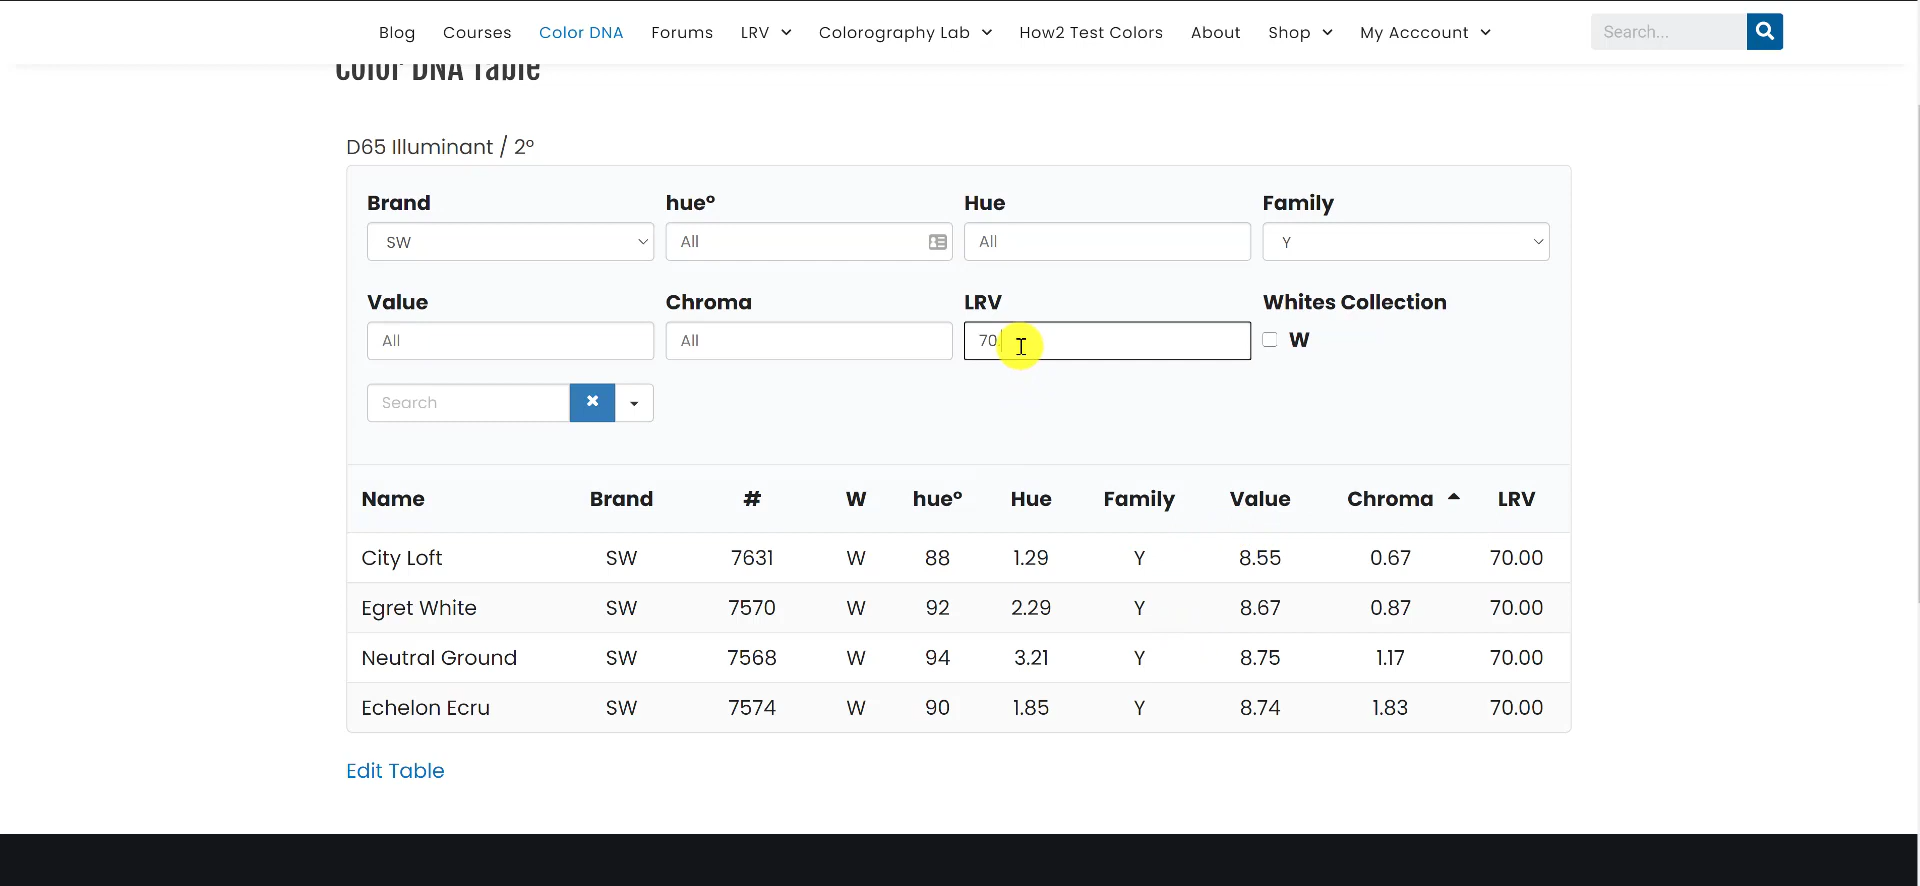 Blog Courses Color DNA Forums LRV Colorography Lab How2 Test Colors About Shop My Acccount Search...
Color DNA Table
D65 Illuminant / 2°
Brand hue° Hue Family
SW All All Y
Value Chroma LRV Whites Collection
All All 70. W
Search
Name Brand # W hue° Hue Family Value Chroma LRV
City Loft SW 7631 W 88 1.29 Y 8.55 0.67 70.00
Egret White SW 7570 W 92 2.29 Y 8.67 0.87 70.00
Neutral Ground SW 7568 W 94 3.21 Y 8.75 1.17 70.00
Echelon Ecru SW 7574 W 90 1.85 Y 8.74 1.83 70.00
Edit Table